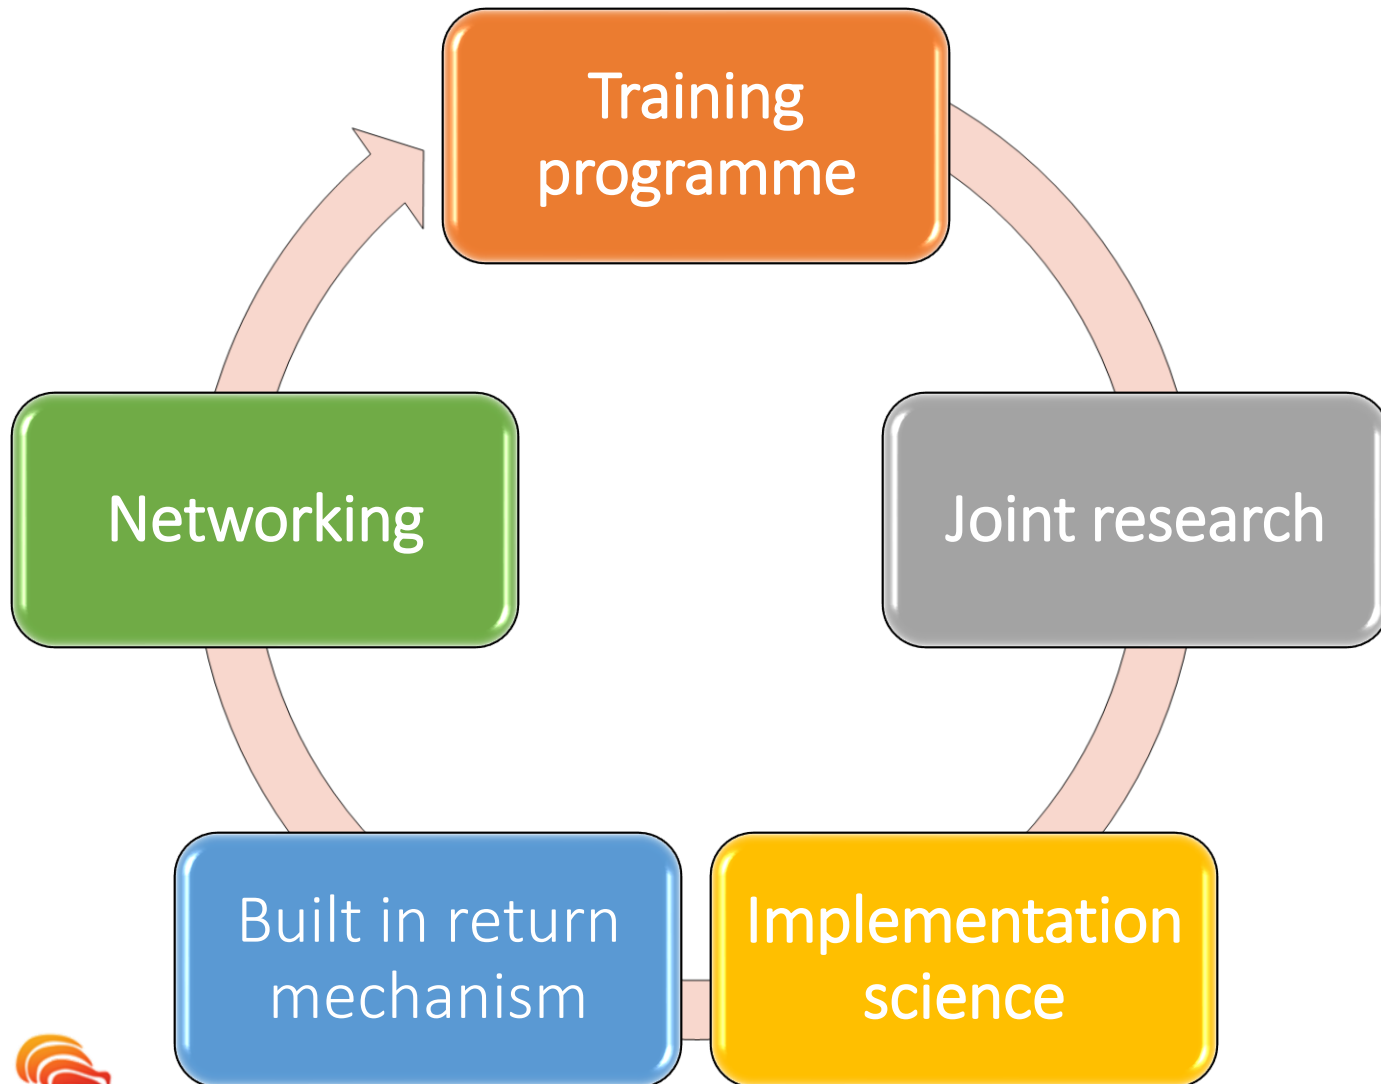 Training
programme
Joint research
Implementation
science
Built in return
mechanism
Networking